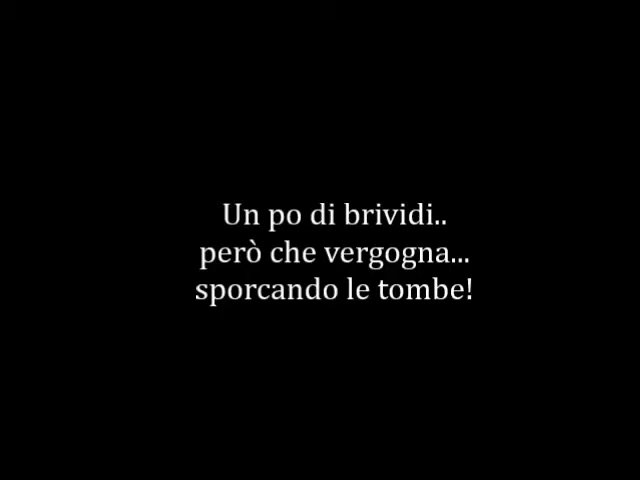 Un po di brividi..
però che vergogna...
sporcando le tombe!